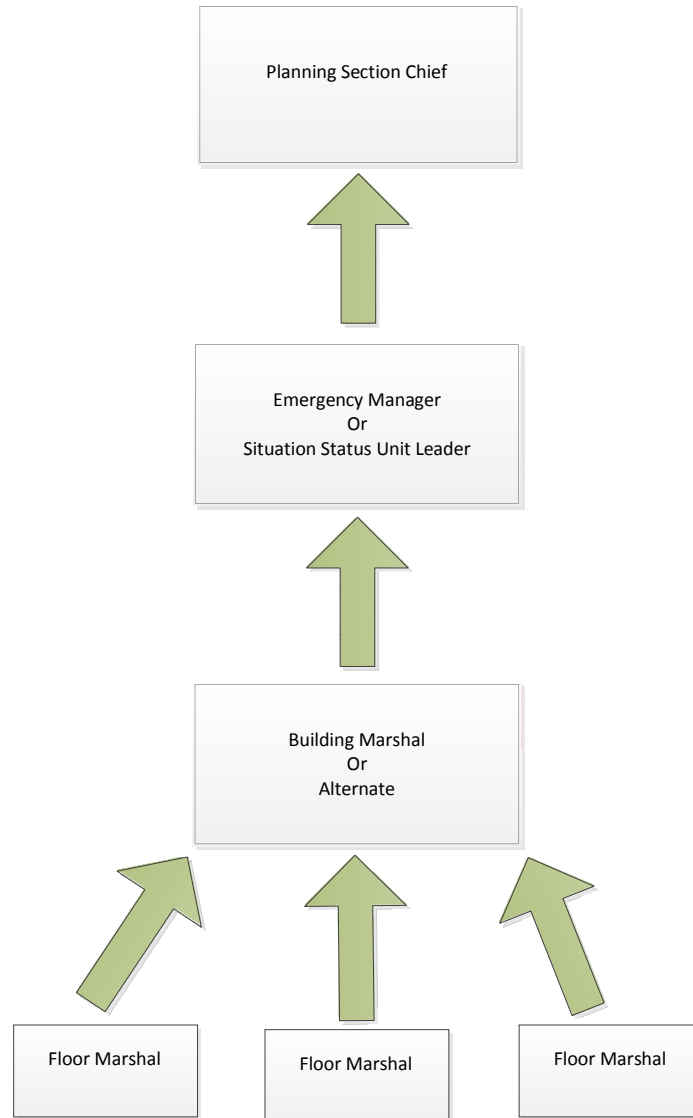 Planning Section Chief
Emergency Manager
Or
Situation Status Unit Leader
Building Marshal
Or
Alternate
Floor Marshal
Floor Marshal
Floor Marshal